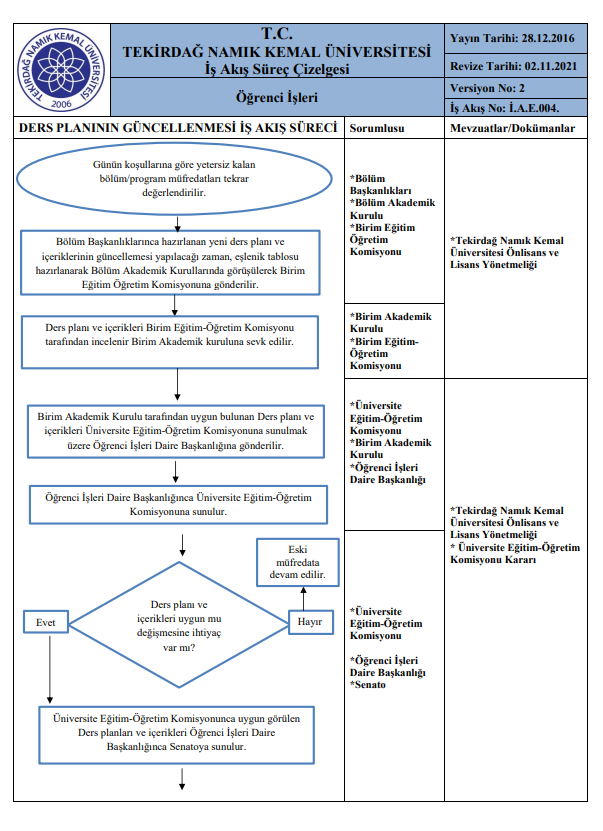 TEKİRDAĞ NAMIK KEMAL ÜNİVERSİTESİ
2006
T.C.
TEKİRDAĞ NAMIK KEMAL ÜNİVERSİTESİ
İş Akış Süreç Çizelgesi
Öğrenci İşleri
Yayın Tarihi: 28.12.2016
Revize Tarihi: 02.11.2021
Versiyon No: 2
İş Akış No: İ.A.E.004.
DERS PLANININ GÜNCELLENMESİ İŞ AKIŞ SÜRECİ
Sorumlusu
Mevzuatlar/Dokümanlar
Günün koşullarına göre yetersiz kalan
bölüm/program müfredatları tekrar
değerlendirilir.
Bölüm Başkanlıklarınca hazırlanan yeni ders planı ve
içeriklerinin güncellemesi yapılacağı zaman, eşlenik tablosu
hazırlanarak Bölüm Akademik Kurullarında görüşülerek Birim
Eğitim Öğretim Komisyonuna gönderilir.
*Bölüm
Başkanlıkları
*Bölüm Akademik
Kurulu
*Birim Eğitim
Öğretim
Komisyonu
*Tekirdağ Namık Kemal
Üniversitesi Önlisans ve
Lisans Yönetmeliği
Ders planı ve içerikleri Birim Eğitim-Öğretim Komisyonu
tarafından incelenir Birim Akademik kuruluna sevk edilir.
*Birim Akademik
Kurulu
*Birim Eğitim-
Öğretim
Komisyonu
Birim Akademik Kurulu tarafından uygun bulunan Ders planı ve
içerikleri Üniversite Eğitim-Öğretim Komisyonuna sunulmak
üzere Öğrenci İşleri Daire Başkanlığına gönderilir.
Öğrenci İşleri Daire Başkanlığınca Üniversite Eğitim-Öğretim
Komisyonuna sunulur.
*Üniversite
Eğitim-Öğretim
Komisyonu
*Birim Akademik
Kurulu
*Öğrenci İşleri
Daire Başkanlığı
*Tekirdağ Namık Kemal
Üniversitesi Önlisans ve
Lisans Yönetmeliği
* Üniversite Eğitim-Öğretim
Komisyonu Kararı
Eski
müfredata
devam edilir.
Ders planı ve
içerikleri uygun mu
değişmesine ihtiyaç
var mı?
Evet
Hayır
*Üniversite
Eğitim-Öğretim
Komisyonu
*Öğrenci İşleri
Daire Başkanlığı
*Senato
Üniversite Eğitim-Öğretim Komisyonunca uygun görülen
Ders planları ve içerikleri Öğrenci İşleri Daire
Başkanlığınca Senatoya sunulur.